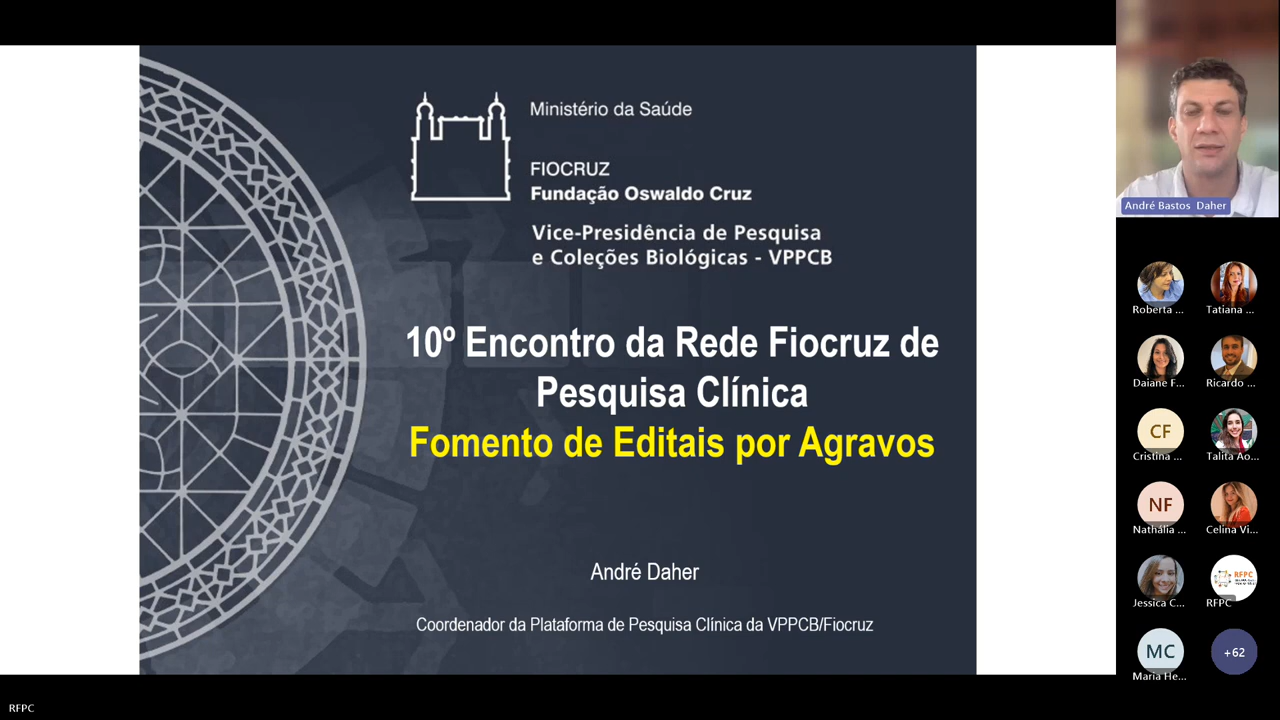 Ministério da Saúde
FIOCRUZ
Fundação Oswaldo Cruz
Vice-Presidência de Pesquisa
e Coleções Biológicas - VPPCB
10º Encontro da Rede Fiocruz de
Pesquisa Clínica
Fomento de Editais por Agravos
André Daher
Coordenador da Plataforma de Pesquisa Clínica da VPPCB/Fiocruz
André Bastos Daher
Roberta ...
Tatiana ...
Daiane F...
Ricardo ...
CF
Cristina ...
Talita Ao...
NF
Nathália ...
Celina Vi...
Jessica C...
RFPC
RFPC
MC
Maria He...
+62
RFPC